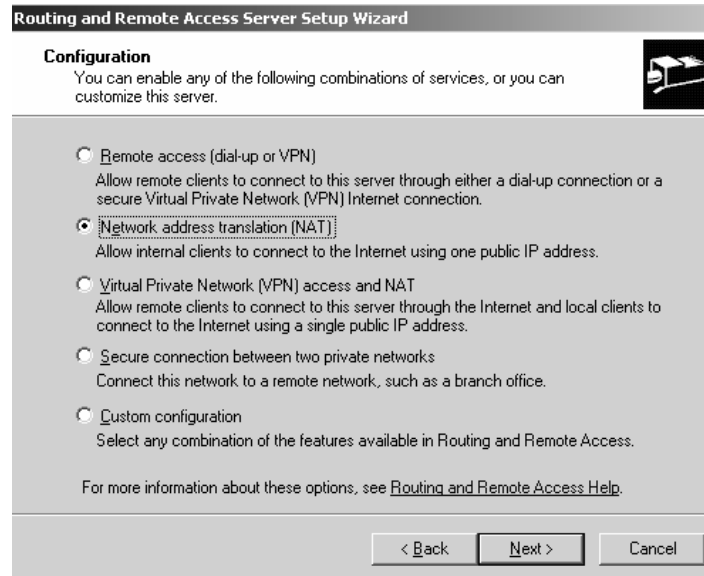 Routing and Remote Access Server Setup Wizard
Configuration
You can enable any of the following combinations of services, or you can
customize this server.
Remote access (dial-up or VPN)
Allow remote clients to connect to this server through either a dial-up connection or a
secure Virtual Private Network (VPN) Internet connection.
Network address translation (NAT)
Allow internal clients to connect to the Internet using one public IP address.
Virtual Private Network (VPN) access and NAT
Allow remote clients to connect to this server through the Internet and local clients to
connect to the Internet using a single public IP address.
Secure connection between two private networks
Connect this network to a remote network, such as a branch office.
Custom configuration
Select any combination of the features available in Routing and Remote Access.
For more information about these options, see Routing and Remote Access Help.
< Back Next > Cancel